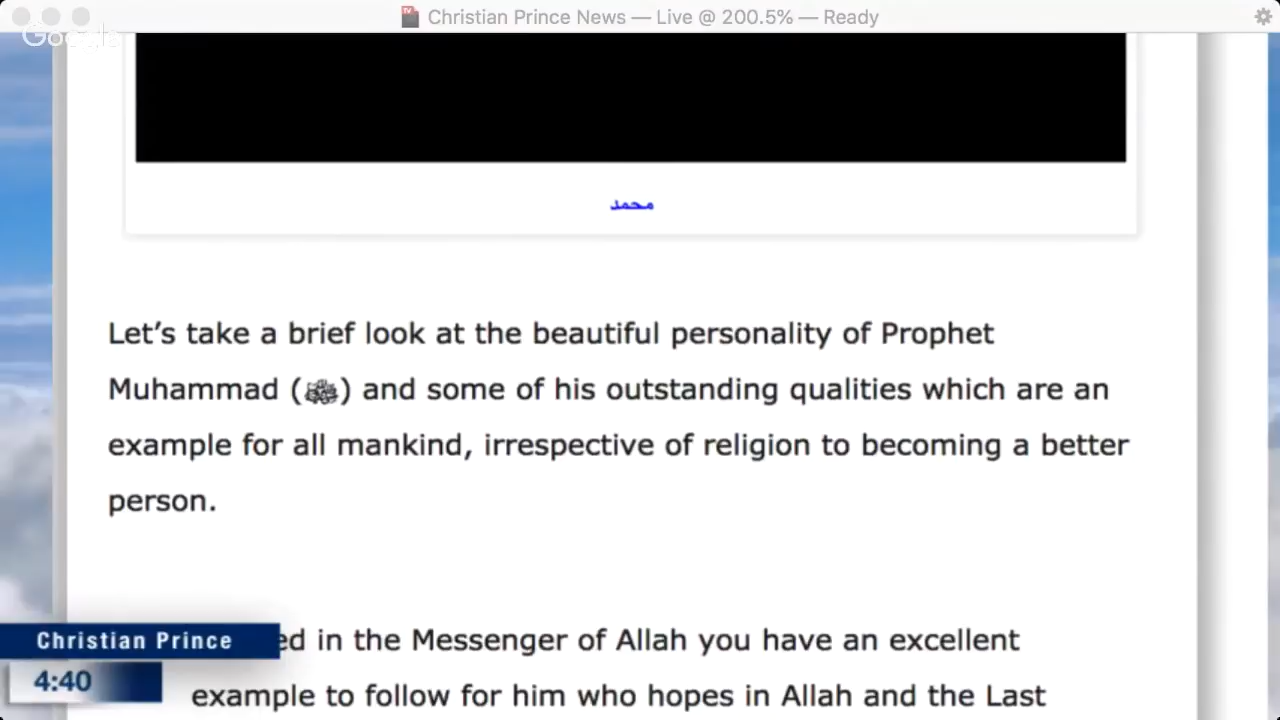 Christian Prince News — Live @ 200.5% — Ready
Google
محمد
Let’s take a brief look at the beautiful personality of Prophet
Muhammad (ﷺ) and some of his outstanding qualities which are an
example for all mankind, irrespective of religion to becoming a better
person.
ed in the Messenger of Allah you have an excellent
Christian Prince
example to follow for him who hopes in Allah and the Last
4:40